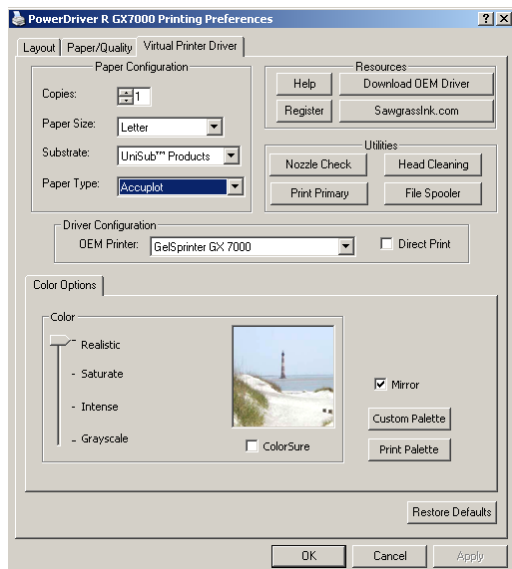 PowerDriver R GX7000 Printing Preferences
Layout Paper/Quality Virtual Printer Driver
Paper Configuration
Copies: 1
Paper Size: Letter
Substrate: UniSub™ Products
Paper Type: Accuplot
Resources
Help Download OEM Driver
Register SawgrassInk.com
Utilities
Nozzle Check Head Cleaning
Print Primary File Spooler
Driver Configuration
OEM Printer: GelSprinter GX 7000 Direct Print
Color Options
Color
Realistic
Saturate
Intense
Grayscale
ColorSure
Mirror
Custom Palette
Print Palette
Restore Defaults
OK Cancel Apply